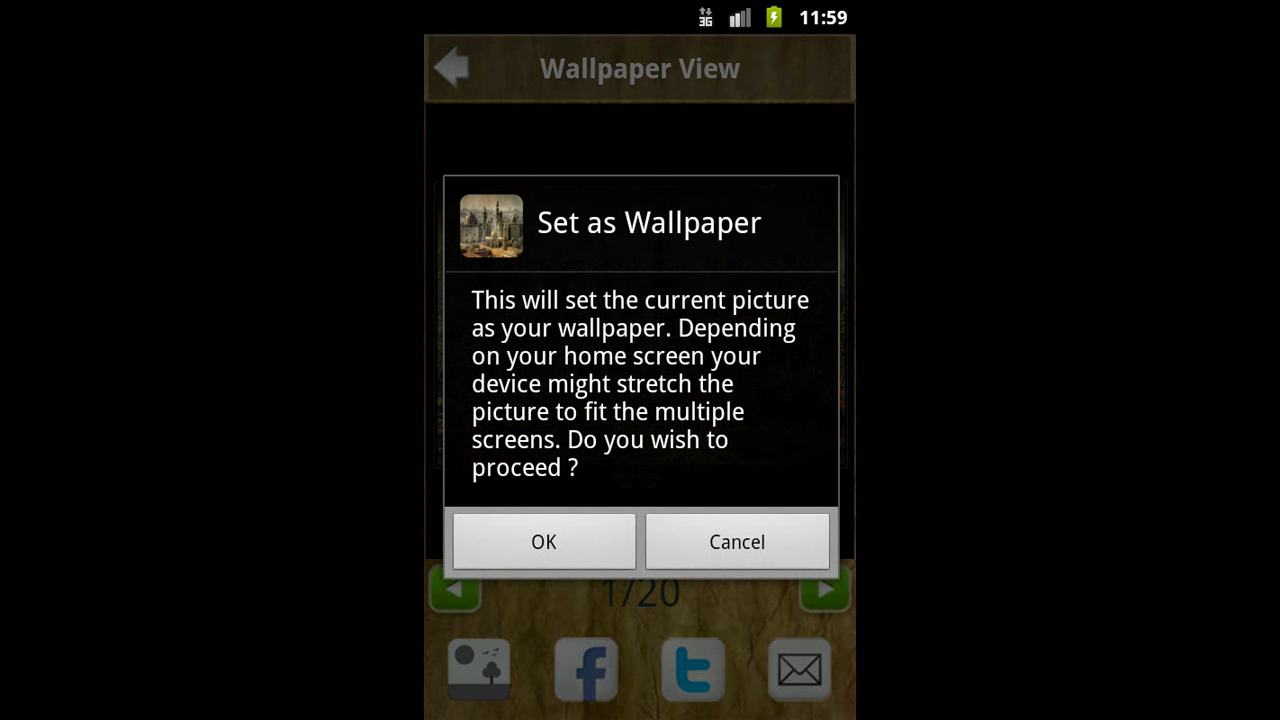 3G 11:59
Wallpaper View
Set as Wallpaper
This will set the current picture
as your wallpaper. Depending
on your home screen your
device might stretch the
picture to fit the multiple
screens. Do you wish to
proceed ?
OK Cancel
1/20